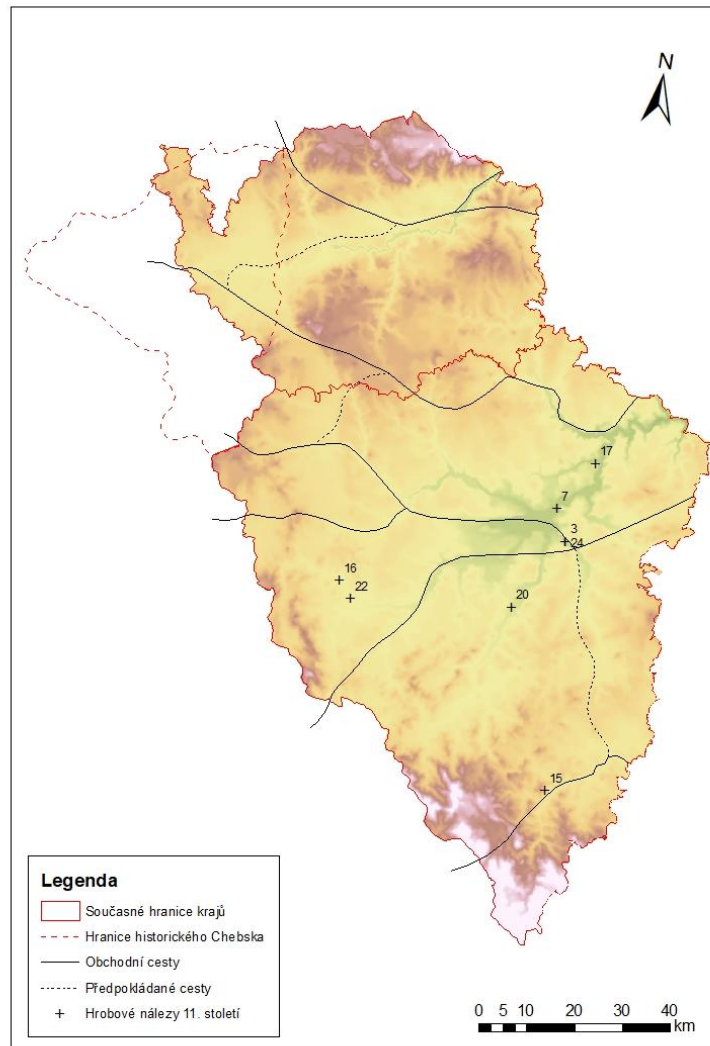 N
17
7
3
24
16
22
20
15
Legenda
Současné hranice krajů
Hranice historického Chebska
Obchodní cesty
Předpokládané cesty
Hrobové nálezy 11. století
0 5 10 20 30 40
km